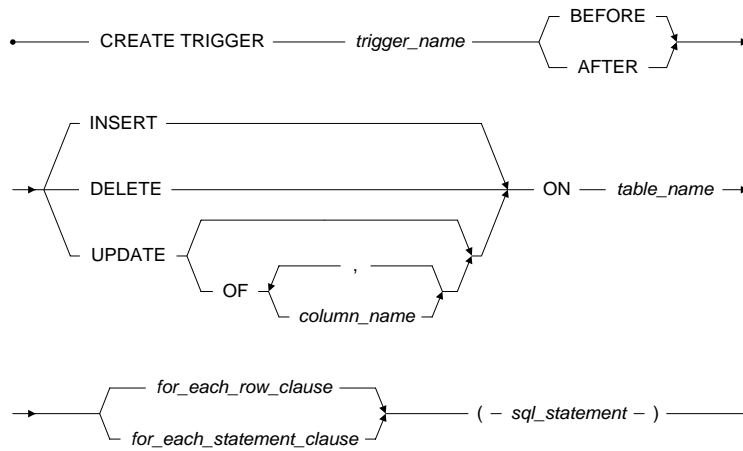 BEFORE
CREATE TRIGGER trigger_name
AFTER
INSERT
DELETE ON table_name
UPDATE
,
OF
column_name
for_each_row_clause
( sql_statement )
for_each_statement_clause